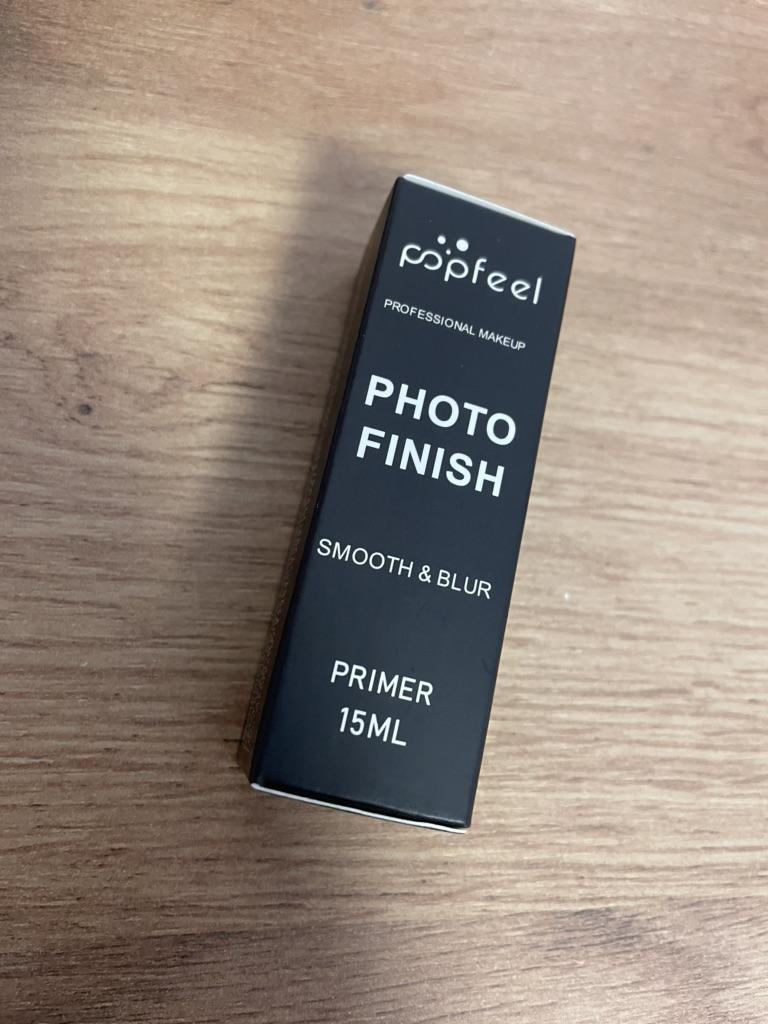 popfeel
PROFESSIONAL MAKEUP
PHOTO
FINISH
SMOOTH & BLUR
PRIMER
15ML